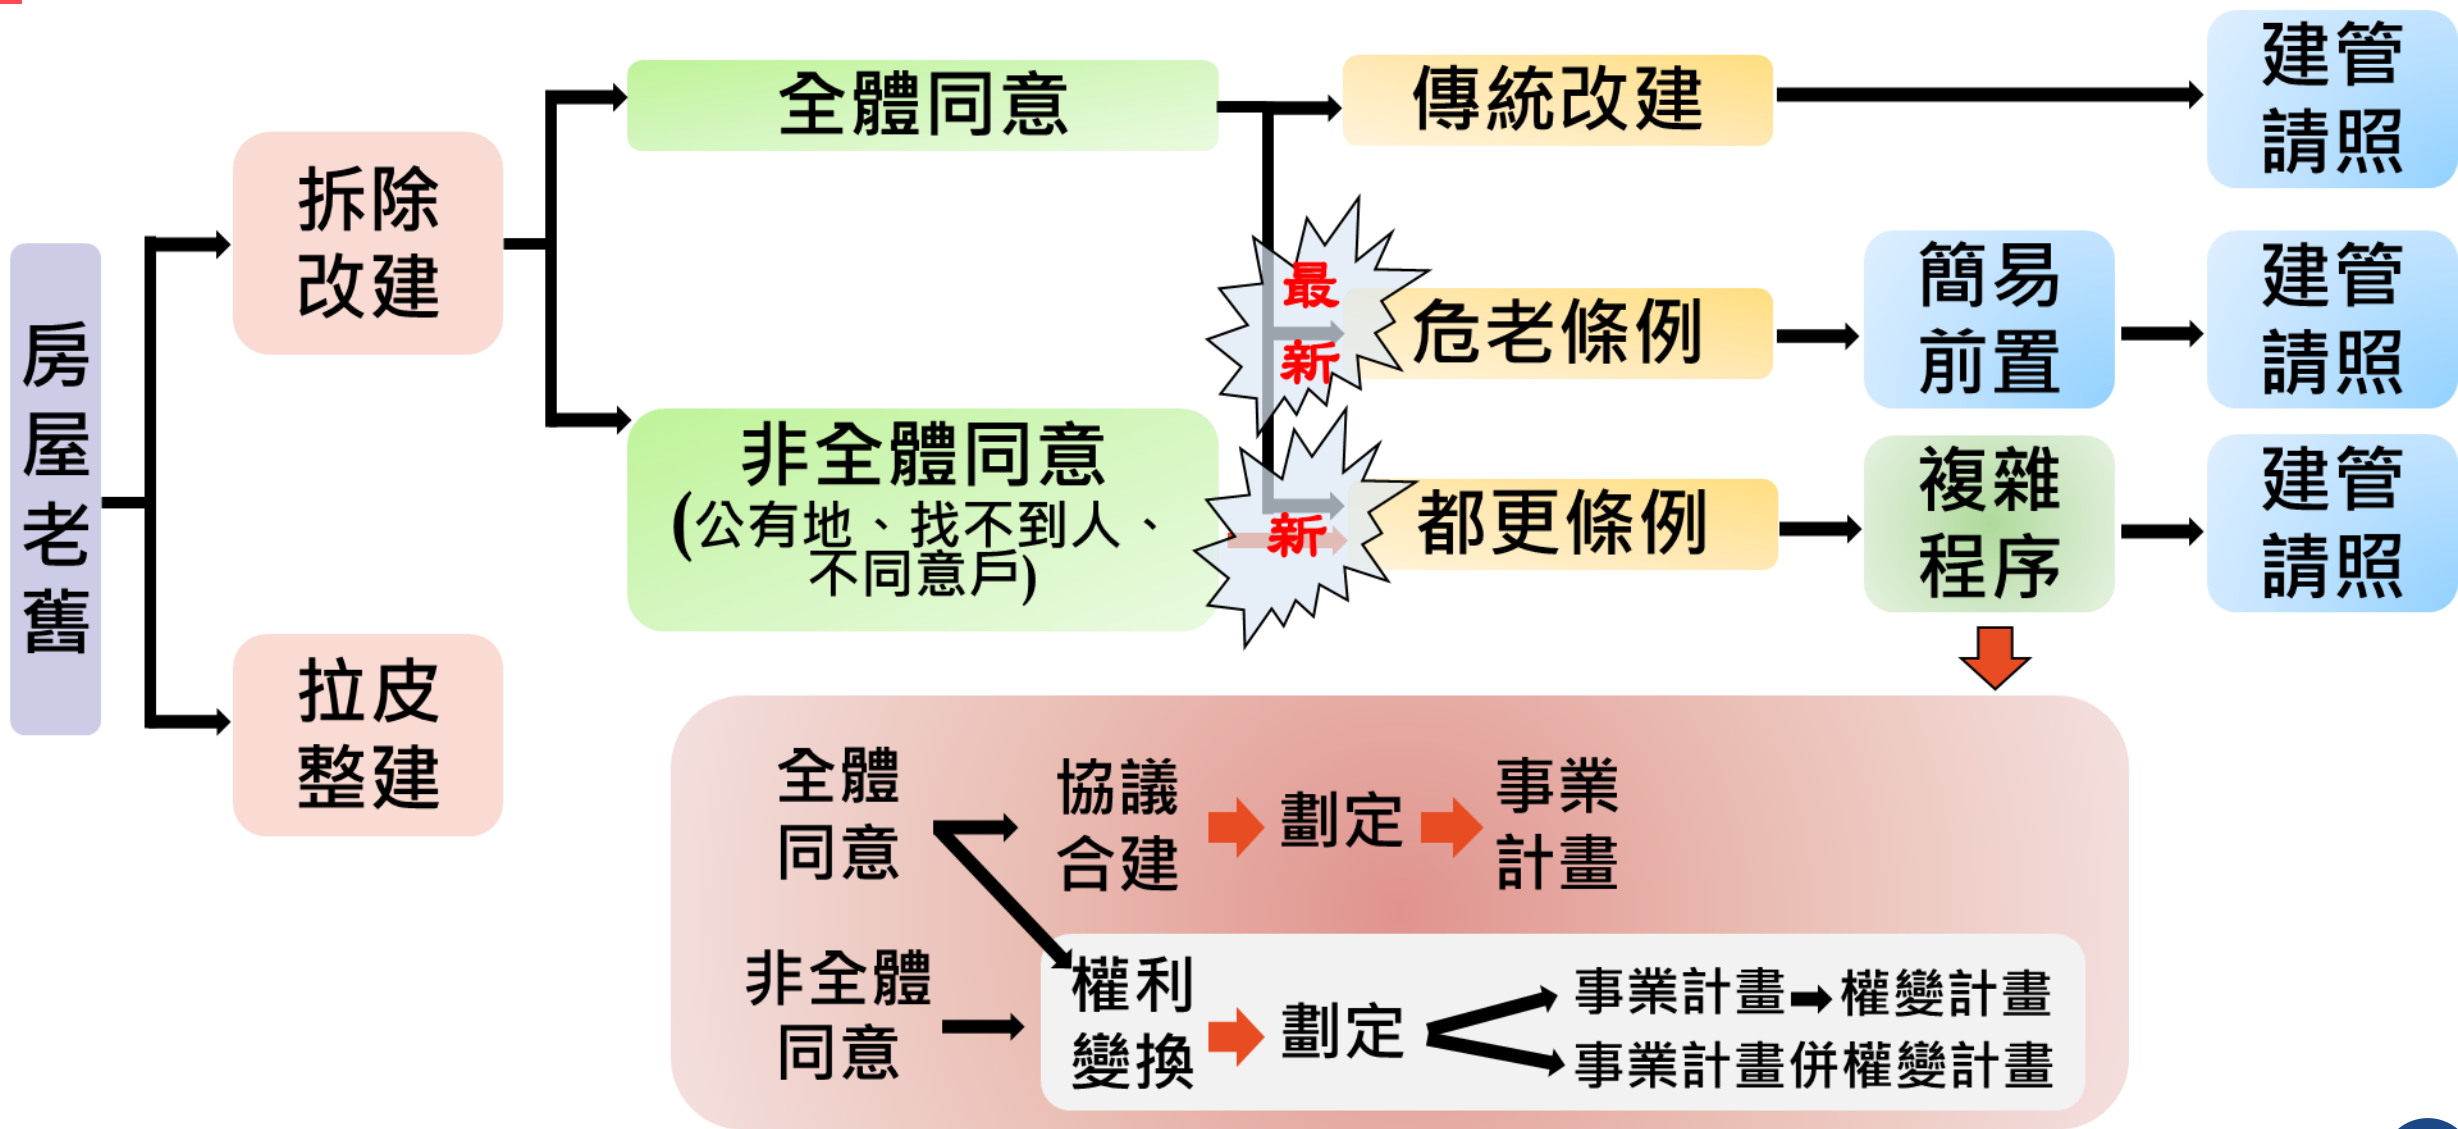 房屋老舊
拆除
改建
拉皮
整建
全體同意
非全體同意
(公有地、找不到人、
不同意戶)
傳統改建
建管
請照
最
新
危老條例
簡易
前置
建管
請照
新
都更條例
複雜
程序
建管
請照
全體
同意
協議
合建
劃定
事業
計畫
非全體
同意
權利
變換
劃定
事業計畫
權變計畫
事業計畫併權變計畫